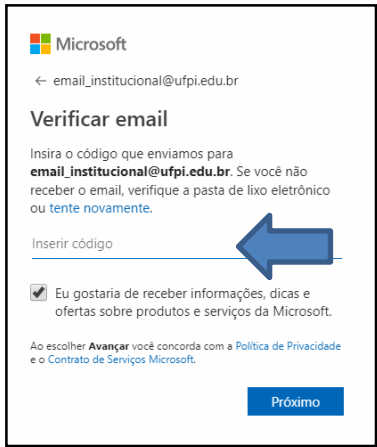 Microsoft
← email_institucional@ufpi.edu.br
Verificar email
Insira o código que enviamos para
email_institucional@ufpi.edu.br. Se você não
receber o email, verifique a pasta de lixo eletrônico
ou tente novamente.
Inserir código
Eu gostaria de receber informações, dicas e
ofertas sobre produtos e serviços da Microsoft.
Ao escolher Avançar você concorda com a Política de Privacidade
e o Contrato de Serviços Microsoft.
Próximo